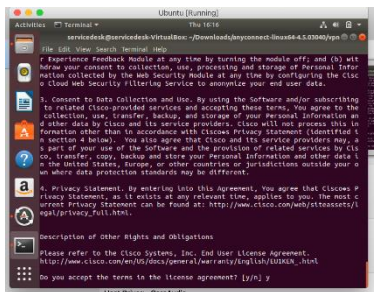 Ubuntu [Running]
Activities Terminal Thu 16:16
servicedesk@servicedesk-VirtualBox: ~/Downloads/anyconnect-linux64-4.5.03040/vpn
File Edit View Search Terminal Help
r Experience Feedback Module at any time by turning the module off; and (b) wit
hdraw your consent to collection, use, processing and storage of Personal Infor
mation collected by the Web Security Module at any time by configuring the Cisc
o Cloud Web Security Filtering Service to anonymize your end user data.
3. Consent to Data Collection and Use. By using the Software and/or subscribing
to related Cisco-provided services and accepting these terms, You agree to the
collection, use, transfer, backup, and storage of your Personal Information an
d other data by Cisco and its service providers. Cisco will not process this in
formation other than in accordance with Ciscows Privacy Statement (identified i
n section 4 below). You also agree that Cisco and its service providers may, a
s part of your use of the Software and the provision of related services by Cis
co, transfer, copy, backup and store your Personal Information and other data i
n the United States, Europe, or other countries or jurisdictions outside your o
wn where data protection standards may be different.
4. Privacy Statement. By entering into this Agreement, You agree that Ciscows P
rivacy Statement, as it exists at any relevant time, applies to You. The most c
urrent Privacy Statement can be found at: http://www.cisco.com/web/siteassets/l
egal/privacy_full.html.
Description of Other Rights and Obligations
Please refer to the Cisco Systems, Inc. End User License Agreement.
http://www.cisco.com/en/US/docs/general/warranty/English/EU1KEN_.html
Do you accept the terms in the license agreement? [y/n] y